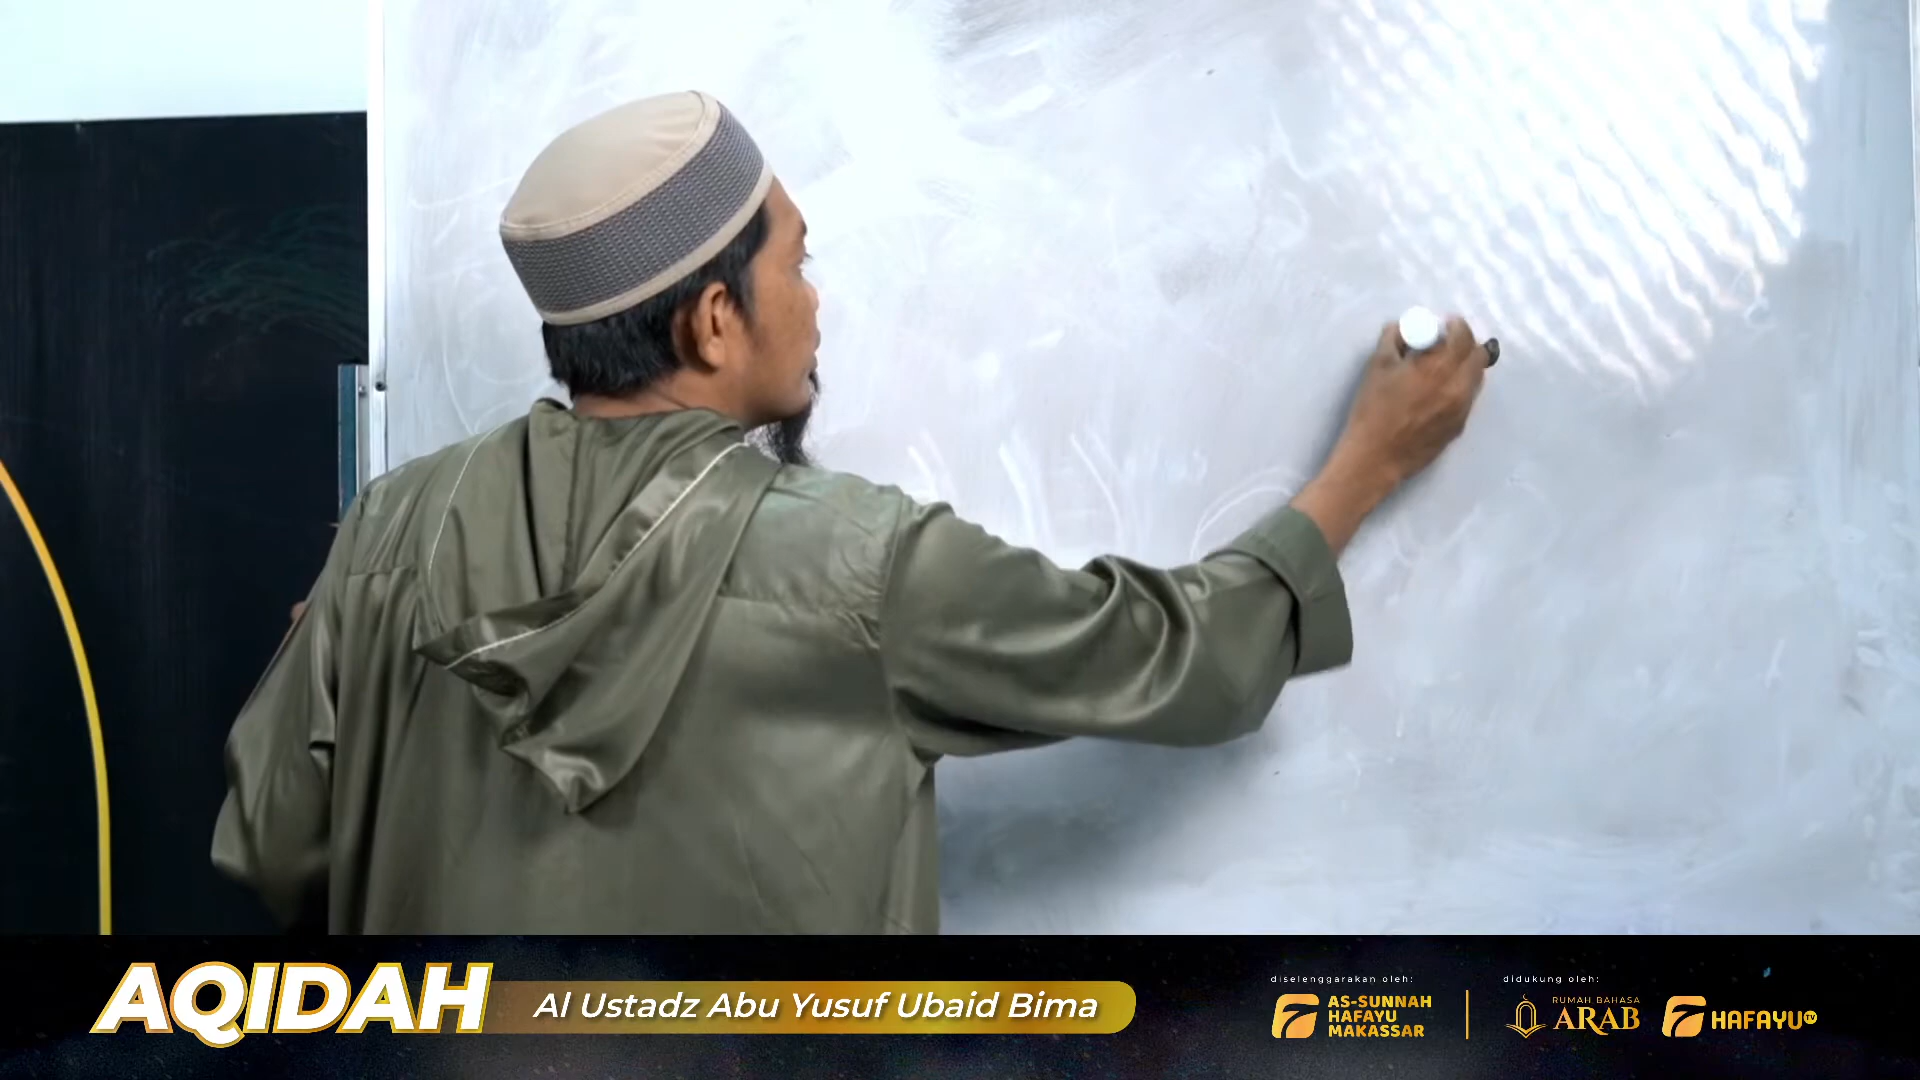 AQIDAH
Al Ustadz Abu Yusuf Ubaid Bima
diselenggarakan oleh:
AS-SUNNAH
HAFAYU
MAKASSAR
didukung oleh:
RUMAH BAHASA
ARAB
HAFAYU TV